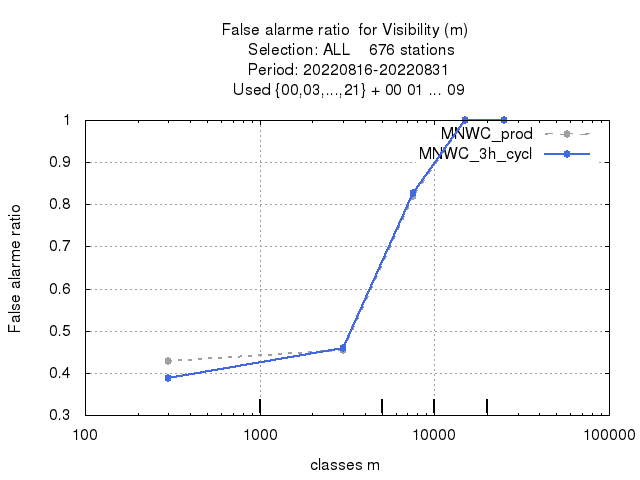 False alarme ratio  for Visibility (m)
Selection: ALL    676 stations
Period: 20220816-20220831
Used {00,03,...,21} + 00 01 ... 09
1
0.9
0.8
0.7
0.6
0.5
0.4
0.3
False alarme ratio
MNWC_prod
MNWC_3h_cycl
100
1000
10000
100000
classes m